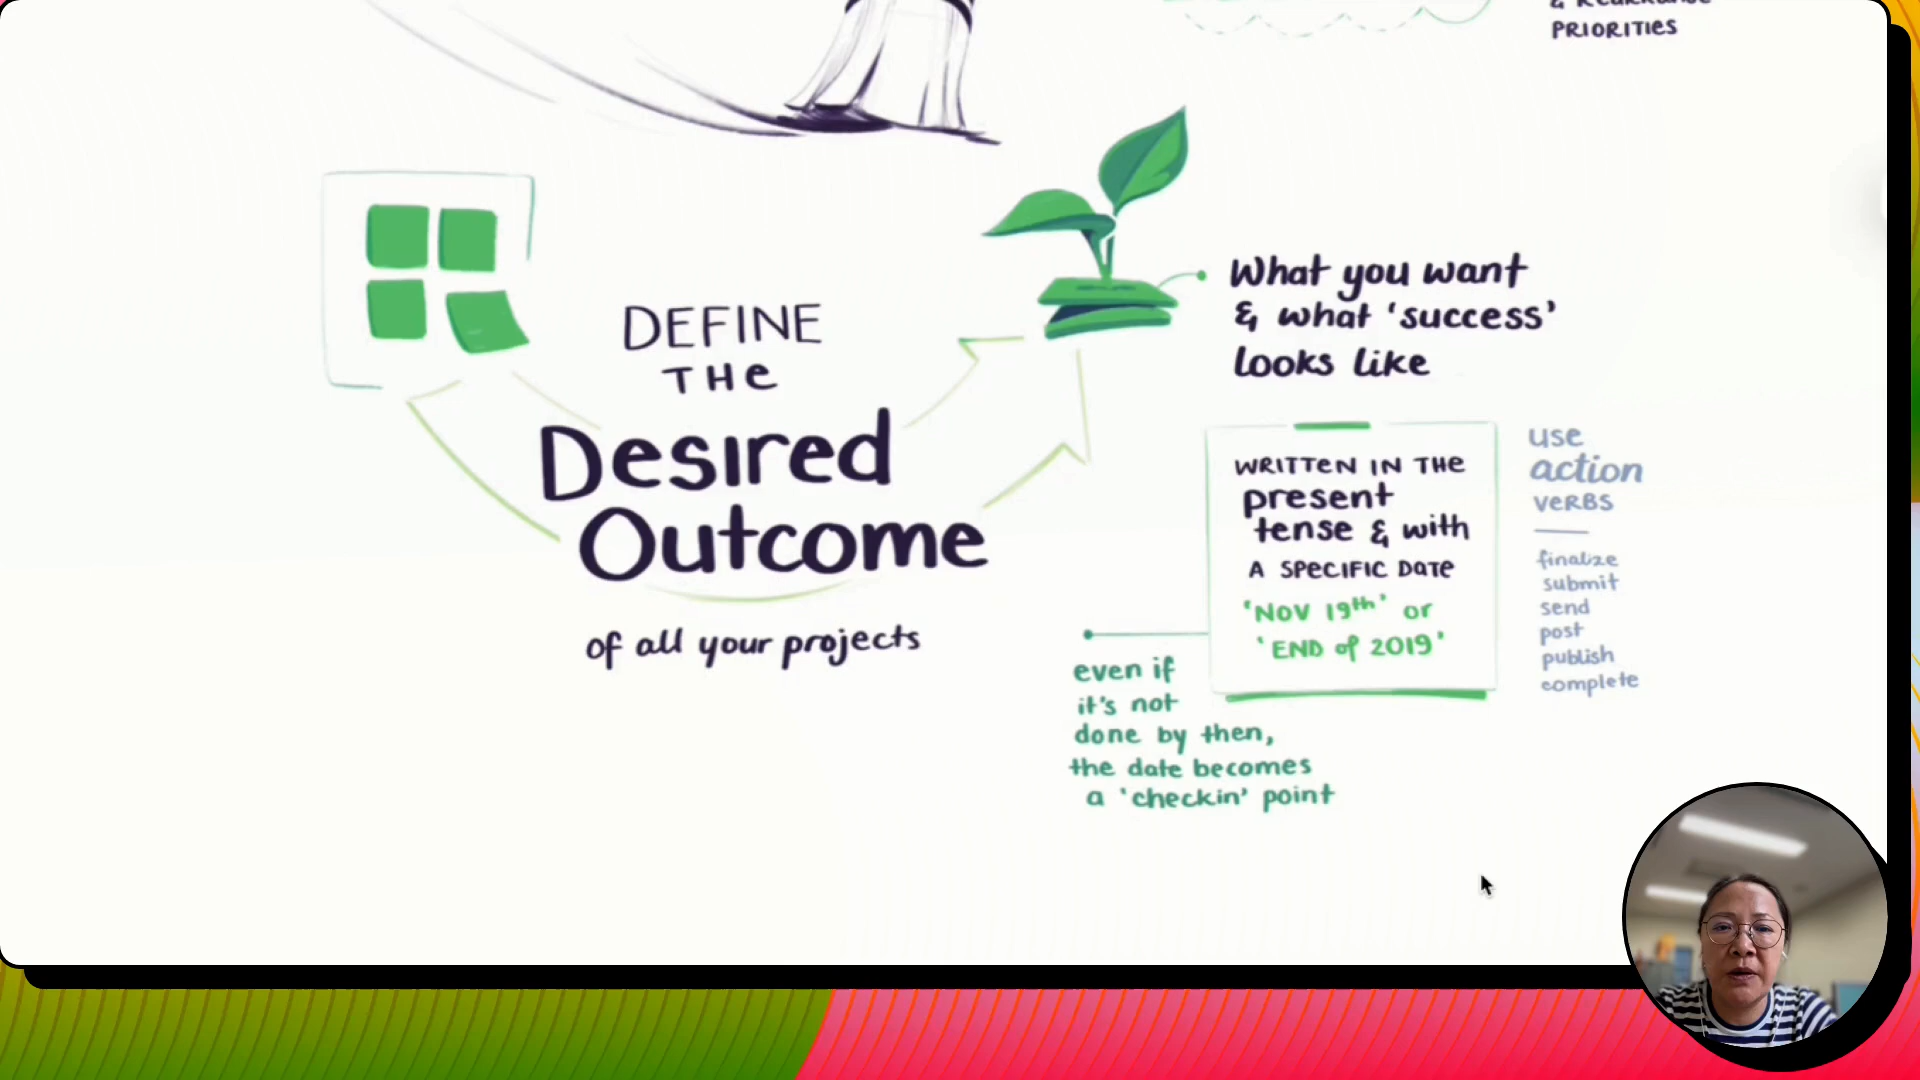 PRIORITIES
DEFINE
THE
Desired
Outcome
of all your projects
What you want
& what 'success'
looks like
WRITTEN IN THE
present
tense & with
A SPECIFIC DATE
'NOV 19th' or
'END of 2019'
use
action
VERBS
finalize
submit
send
post
publish
complete
even if
it's not
done by then,
the date becomes
a 'checkin' point